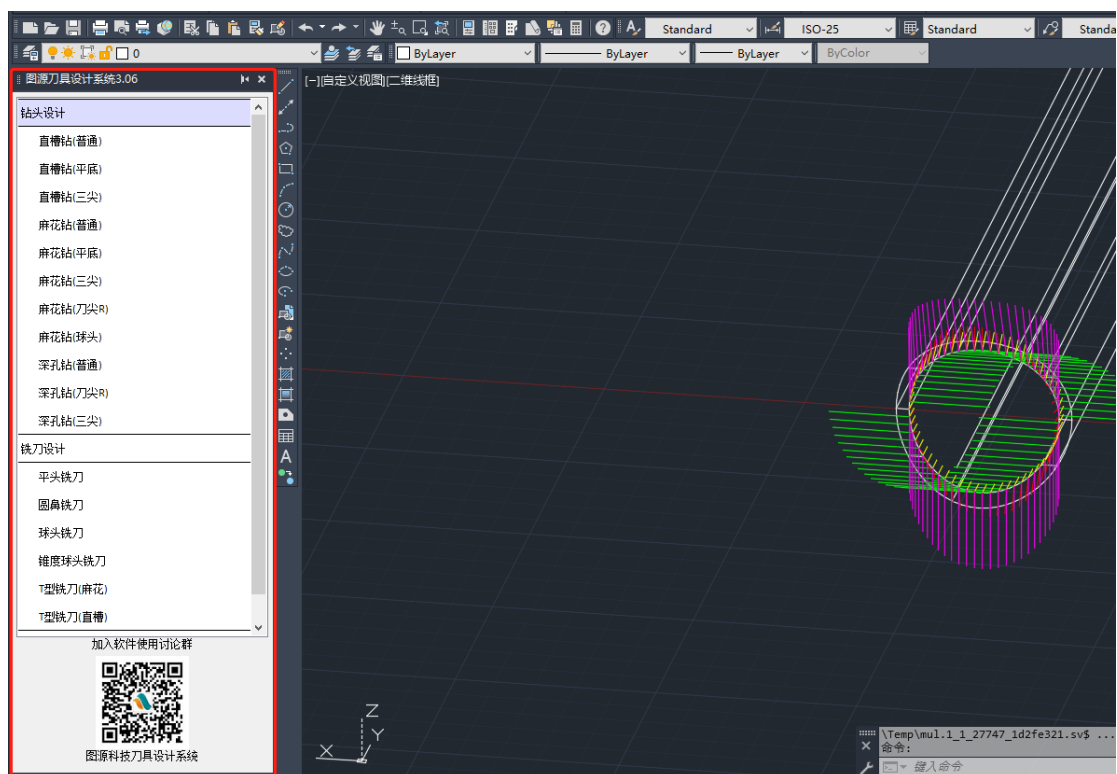 Standard
ISO-25
Standard
Standa
0
ByLayer
ByLayer
ByLayer
ByColor
图源刀具设计系统3.06
[−][自定义视图][二维线框]
钻头设计
直槽钻(普通)
直槽钻(平底)
直槽钻(三尖)
麻花钻(普通)
麻花钻(平底)
麻花钻(三尖)
麻花钻(刀尖R)
麻花钻(球头)
深孔钻(普通)
深孔钻(刀尖R)
深孔钻(三尖)
铣刀设计
平头铣刀
圆鼻铣刀
球头铣刀
锥度球头铣刀
T型铣刀(麻花)
T型铣刀(直槽)
加入软件使用讨论群
图源科技刀具设计系统
Z
Y
X
\Temp\mul.1_1_27747_1d2fe321.sv$ ...
命令:
键入命令